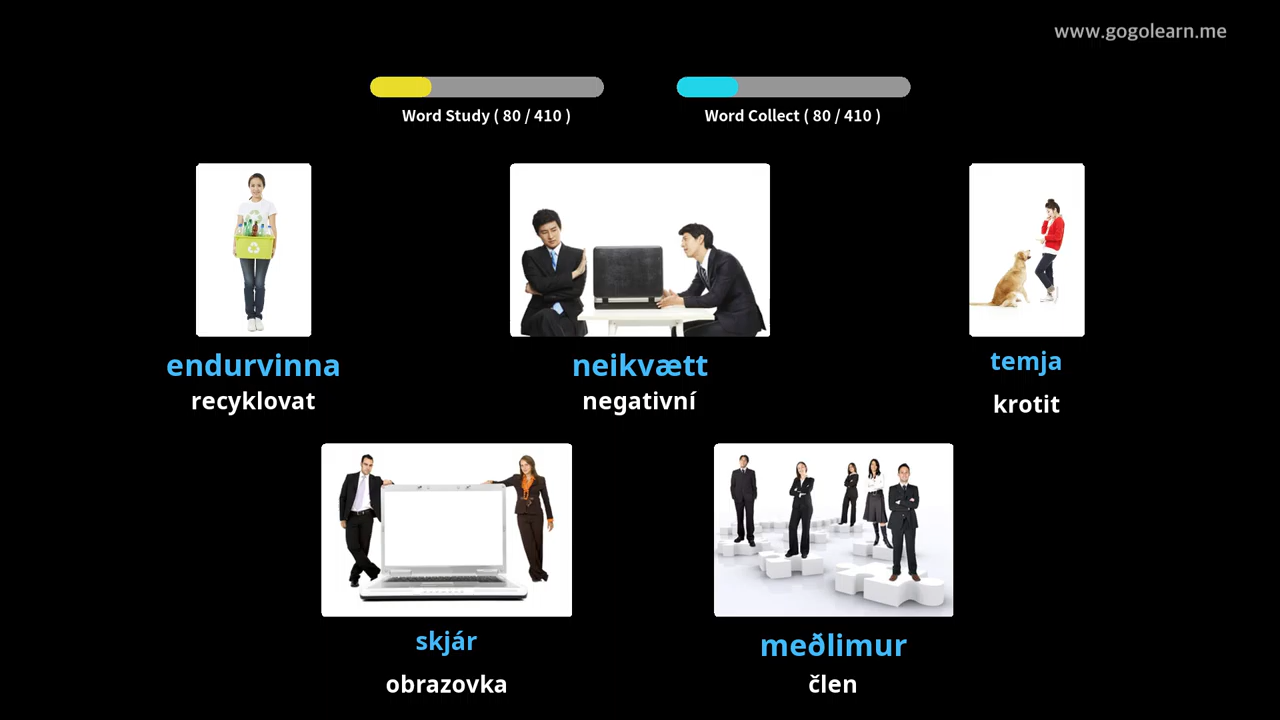 www.gogolearn.me
Word Study ( 80 / 410 )
Word Collect ( 80 / 410 )
endurvinna
recyklovat
neikvætt
negativní
temja
krotit
skjár
obrazovka
meðlimur
člen